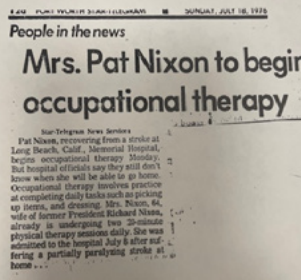 FORT WORTH STAR-TELEGRAM ■ SUNDAY, JULY 18, 1976
People in the news
Mrs. Pat Nixon to begin
occupational therapy
Star-Telegram News Services
Pat Nixon, recovering from a stroke at
Long Beach, Calif., Memorial Hospital,
begins occupational therapy Monday.
But hospital officials say they still don't
know when she will be able to go home.
Occupational therapy involves practice
at completing daily tasks such as picking
up items, and dressing. Mrs. Nixon, 64,
wife of former President Richard Nixon,
already is undergoing two 20-minute
physical therapy sessions daily. She was
admitted to the hospital July 8 after suf-
fering a partially paralyzing stroke at
home . . .